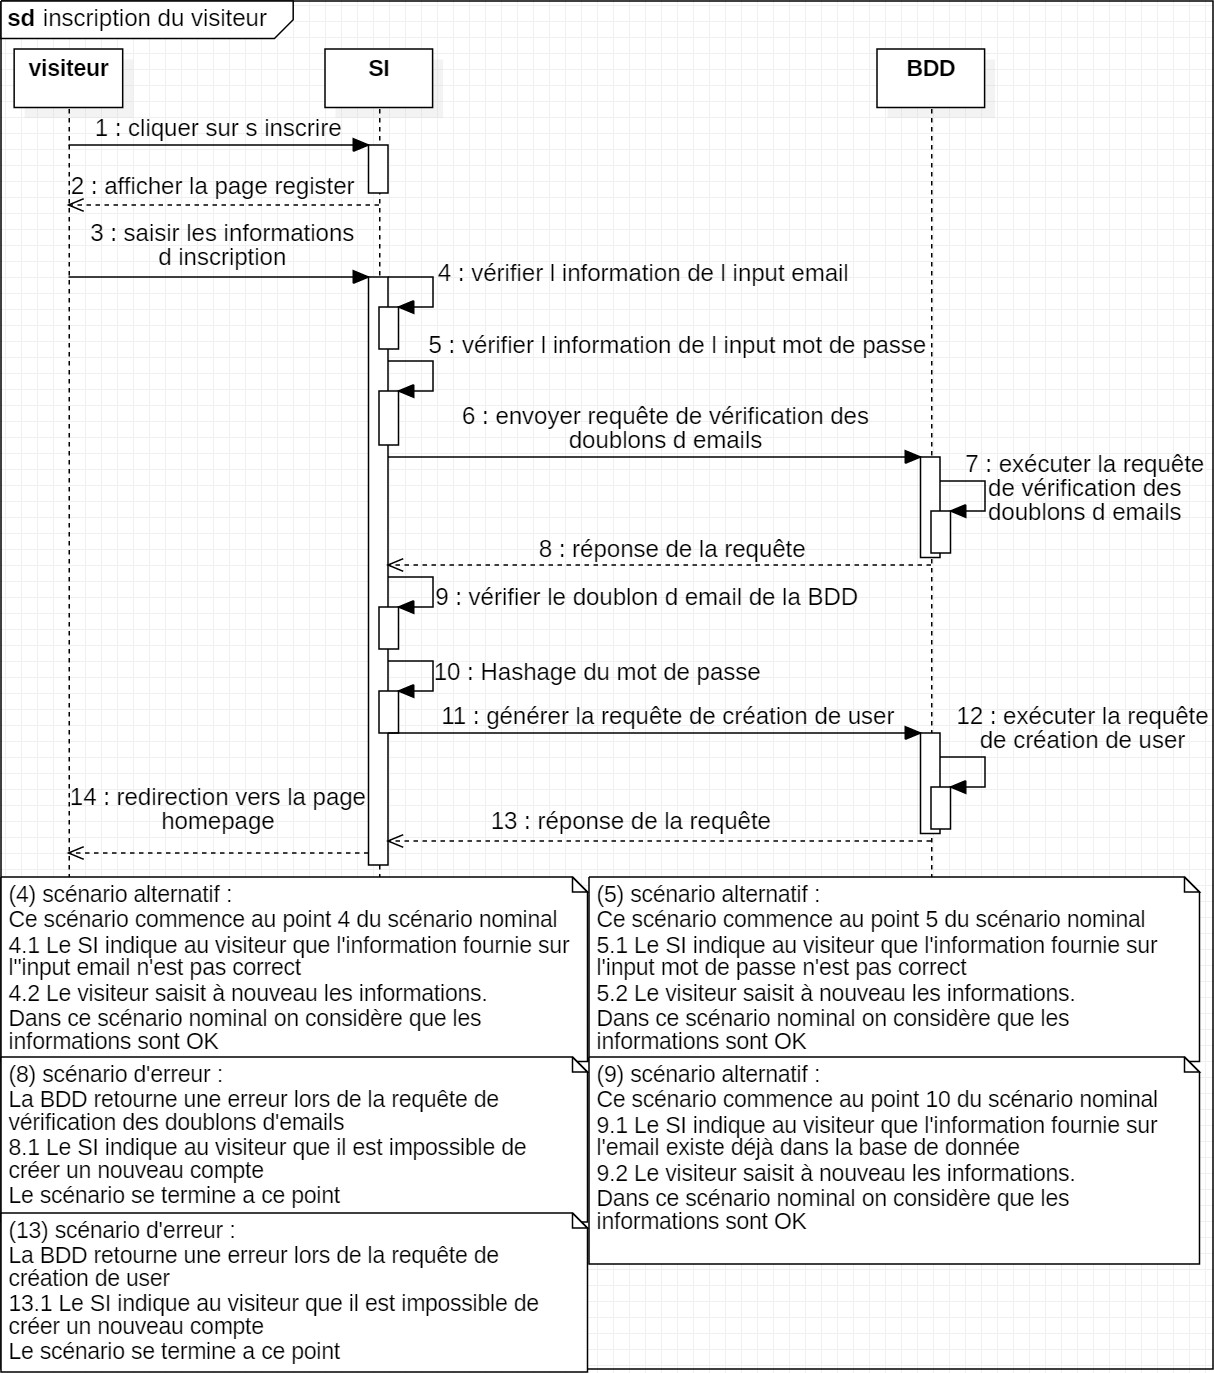 sd inscription du visiteur
visiteur
SI
BDD
1 : cliquer sur s inscrire
2 : afficher la page register
3 : saisir les informations
d inscription
4 : vérifier l information de l input email
5 : vérifier l information de l input mot de passe
6 : envoyer requête de vérification des
doublons d emails
7 : exécuter la requête
de vérification des
doublons d emails
8 : réponse de la requête
9 : vérifier le doublon d email de la BDD
10 : Hashage du mot de passe
11 : générer la requête de création de user
12 : exécuter la requête
de création de user
14 : redirection vers la page
homepage
13 : réponse de la requête
(4) scénario alternatif :
Ce scénario commence au point 4 du scénario nominal
4.1 Le SI indique au visiteur que l'information fournie sur
l''input email n'est pas correct
4.2 Le visiteur saisit à nouveau les informations.
Dans ce scénario nominal on considère que les
informations sont OK
(5) scénario alternatif :
Ce scénario commence au point 5 du scénario nominal
5.1 Le SI indique au visiteur que l'information fournie sur
l'input mot de passe n'est pas correct
5.2 Le visiteur saisit à nouveau les informations.
Dans ce scénario nominal on considère que les
informations sont OK
(8) scénario d'erreur :
La BDD retourne une erreur lors de la requête de
vérification des doublons d'emails
8.1 Le SI indique au visiteur que il est impossible de
créer un nouveau compte
Le scénario se termine a ce point
(9) scénario alternatif :
Ce scénario commence au point 10 du scénario nominal
9.1 Le SI indique au visiteur que l'information fournie sur
l'email existe déjà dans la base de donnée
9.2 Le visiteur saisit à nouveau les informations.
Dans ce scénario nominal on considère que les
informations sont OK
(13) scénario d'erreur :
La BDD retourne une erreur lors de la requête de
création de user
13.1 Le SI indique au visiteur que il est impossible de
créer un nouveau compte
Le scénario se termine a ce point